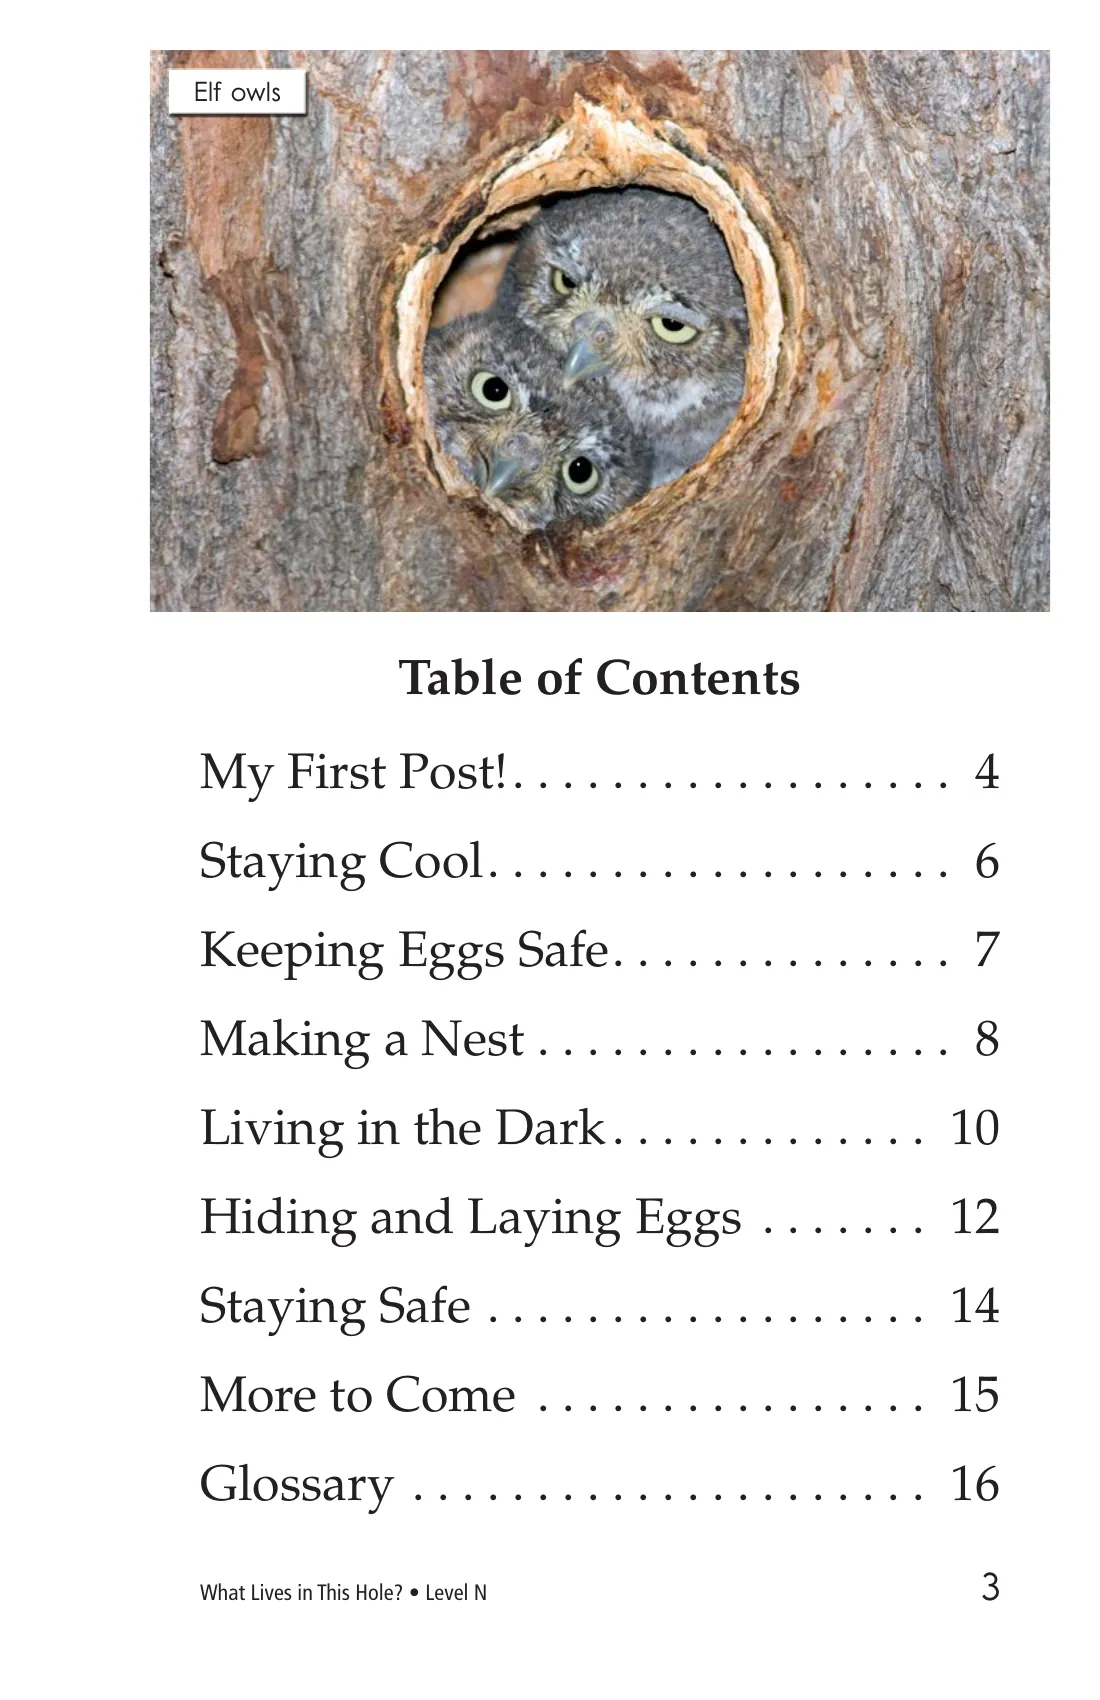 Elf owls
Table of Contents
My First Post!. . . . . . . . . . . . . . . . . . 4
Staying Cool. . . . . . . . . . . . . . . . . . . 6
Keeping Eggs Safe. . . . . . . . . . . . . . 7
Making a Nest . . . . . . . . . . . . . . . . . 8
Living in the Dark. . . . . . . . . . . . . 10
Hiding and Laying Eggs . . . . . . . 12
Staying Safe . . . . . . . . . . . . . . . . . . 14
More to Come . . . . . . . . . . . . . . . . 15
Glossary . . . . . . . . . . . . . . . . . . . . . 16
What Lives in This Hole? • Level N 3